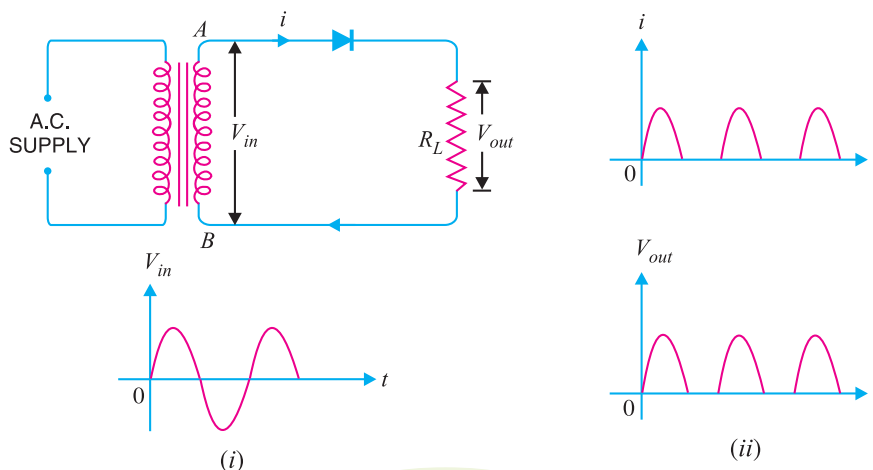 A
i
A.C.
SUPPLY
V_in
R_L
V_out
B
V_in
0
t
(i)
i
0
V_out
0
(ii)